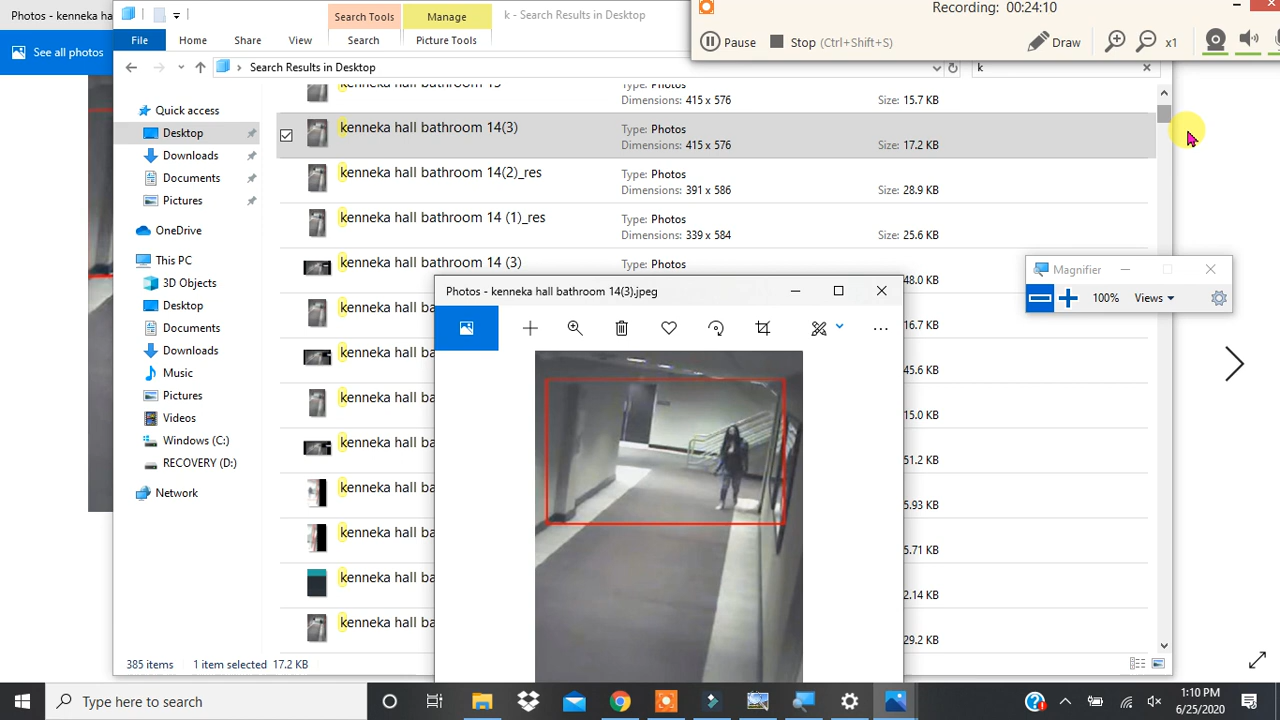 Photos - kenneka ha
Search Tools
Manage
k - Search Results in Desktop
Recording: 00:24:10
See all photos
File
Home
Share
View
Search
Picture Tools
Pause
Stop (Ctrl+Shift+S)
Draw
x1
Search Results in Desktop
k
Quick access
Desktop
Downloads
Documents
Pictures
OneDrive
This PC
3D Objects
Desktop
Documents
Downloads
Music
Pictures
Videos
Windows (C:)
RECOVERY (D:)
Network
kenneka hall bathroom 15
Type: Photos
Dimensions: 415 x 576
Size: 15.7 KB
kenneka hall bathroom 14(3)
Type: Photos
Dimensions: 415 x 576
Size: 17.2 KB
kenneka hall bathroom 14(2)_res
Type: Photos
Dimensions: 391 x 586
Size: 28.9 KB
kenneka hall bathroom 14 (1)_res
Type: Photos
Dimensions: 339 x 584
Size: 25.6 KB
kenneka hall bathroom 14 (3)
Type: Photos
48.0 KB
kenneka hall ba
16.7 KB
kenneka hall ba
45.6 KB
kenneka hall ba
15.0 KB
kenneka hall ba
51.2 KB
kenneka hall ba
5.93 KB
kenneka hall ba
5.71 KB
kenneka hall ba
2.14 KB
kenneka hall ba
29.2 KB
Magnifier
100%
Views
Photos - kenneka hall bathroom 14(3).jpeg
385 items
1 item selected 17.2 KB
Type here to search
1:10 PM
6/25/2020